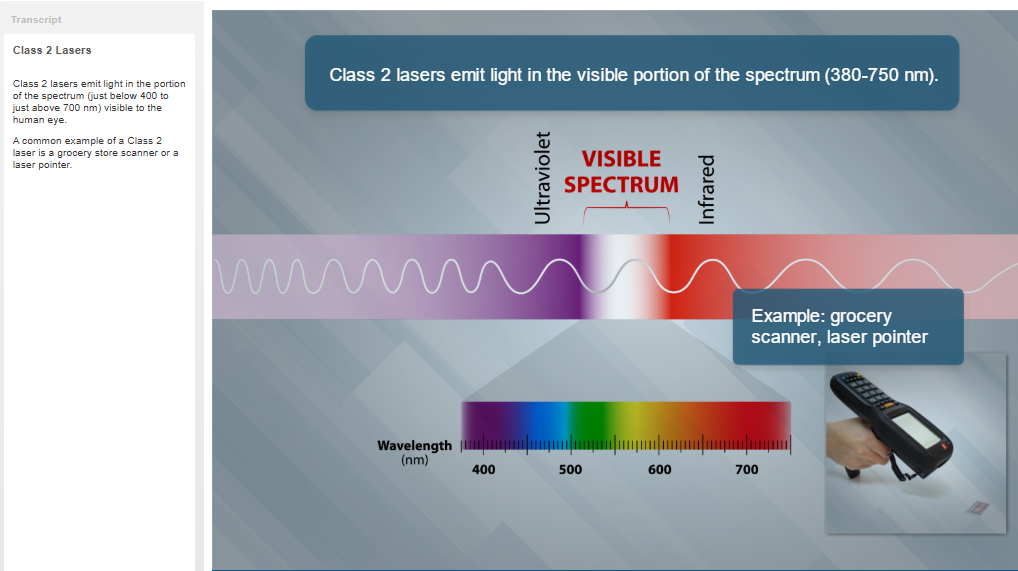 Transcript
Class 2 Lasers
Class 2 lasers emit light in the portion
of the spectrum (just below 400 to
just above 700 nm) visible to the
human eye.
A common example of a Class 2
laser is a grocery store scanner or a
laser pointer.
Class 2 lasers emit light in the visible portion of the spectrum (380-750 nm).
Ultraviolet
VISIBLE
SPECTRUM
Infrared
Example: grocery
scanner, laser pointer
Wavelength
(nm)
400 500 600 700